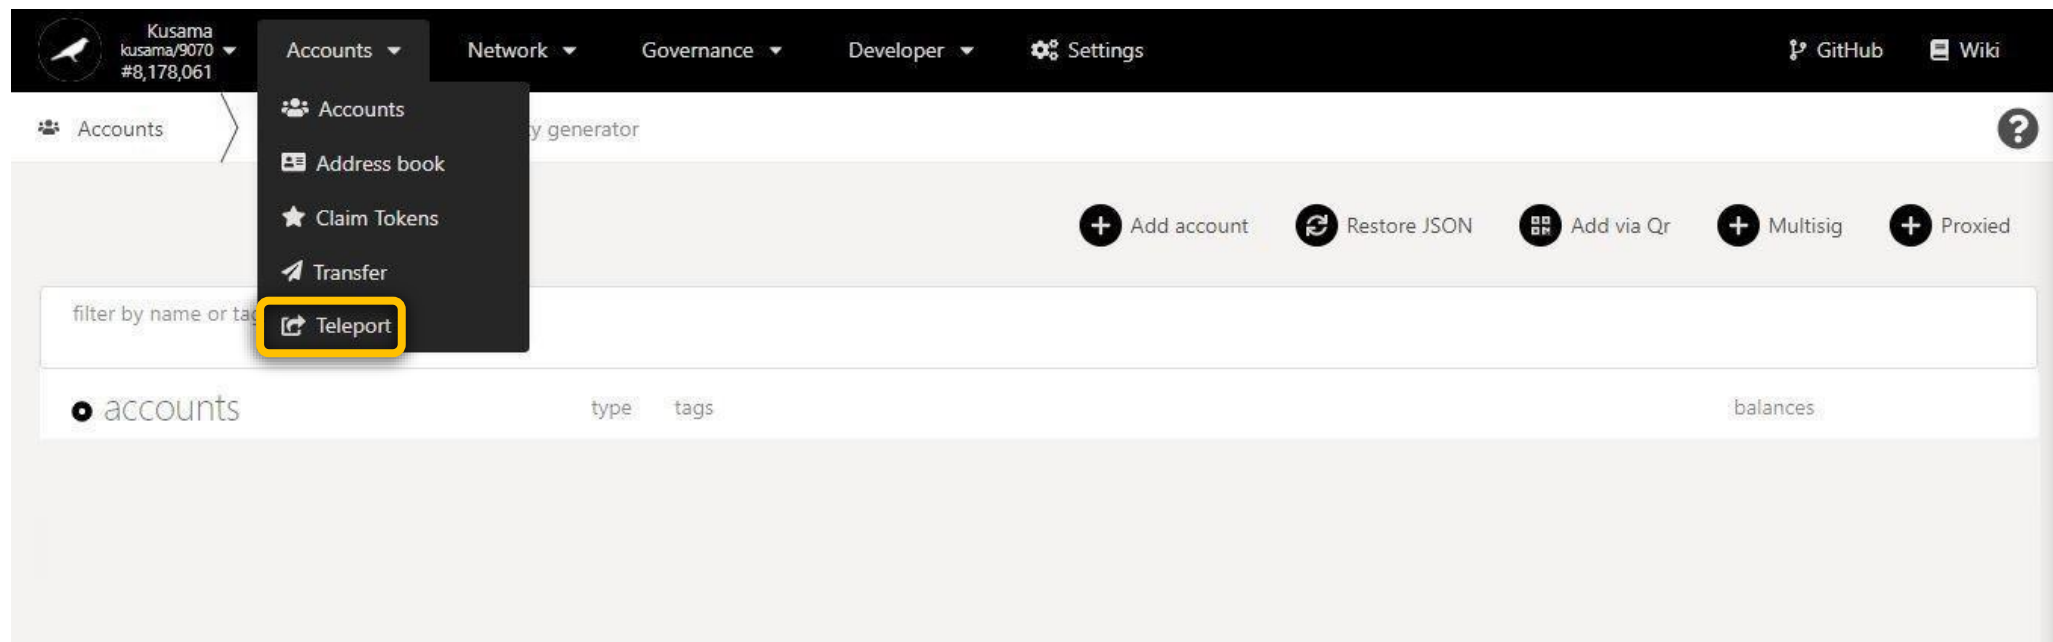 Kusama
kusama/9070
#8,178,061
Accounts
Network
Governance
Developer
Settings
GitHub
Wiki
Accounts
generator
Accounts
Address book
Claim Tokens
Transfer
Teleport
Add account
Restore JSON
Add via Qr
Multisig
Proxied
filter by name or
accounts
type
tags
balances